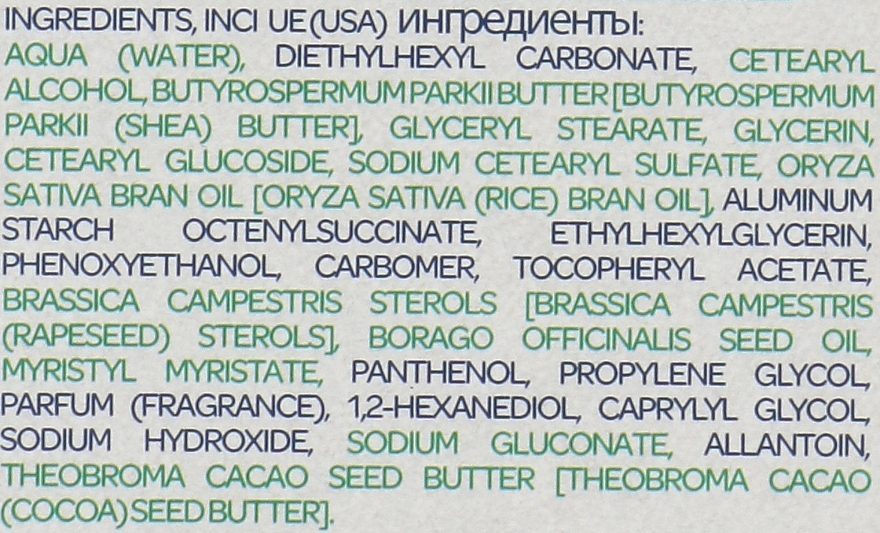 INGREDIENTS, INCI UE (USA) ингредиенты:
AQUA (WATER), DIETHYLHEXYL CARBONATE, CETEARYL
ALCOHOL, BUTYROSPERMUM PARKII BUTTER [BUTYROSPERMUM
PARKII (SHEA) BUTTER], GLYCERYL STEARATE, GLYCERIN,
CETEARYL GLUCOSIDE, SODIUM CETEARYL SULFATE, ORYZA
SATIVA BRAN OIL [ORYZA SATIVA (RICE) BRAN OIL], ALUMINUM
STARCH OCTENYLSUCCINATE, ETHYLHEXYLGLYCERIN,
PHENOXYETHANOL, CARBOMER, TOCOPHERYL ACETATE,
BRASSICA CAMPESTRIS STEROLS [BRASSICA CAMPESTRIS
(RAPESEED) STEROLS], BORAGO OFFICINALIS SEED OIL,
MYRISTYL MYRISTATE, PANTHENOL, PROPYLENE GLYCOL,
PARFUM (FRAGRANCE), 1,2-HEXANEDIOL, CAPRYLYL GLYCOL,
SODIUM HYDROXIDE, SODIUM GLUCONATE, ALLANTOIN,
THEOBROMA CACAO SEED BUTTER [THEOBROMA CACAO
(COCOA) SEED BUTTER].